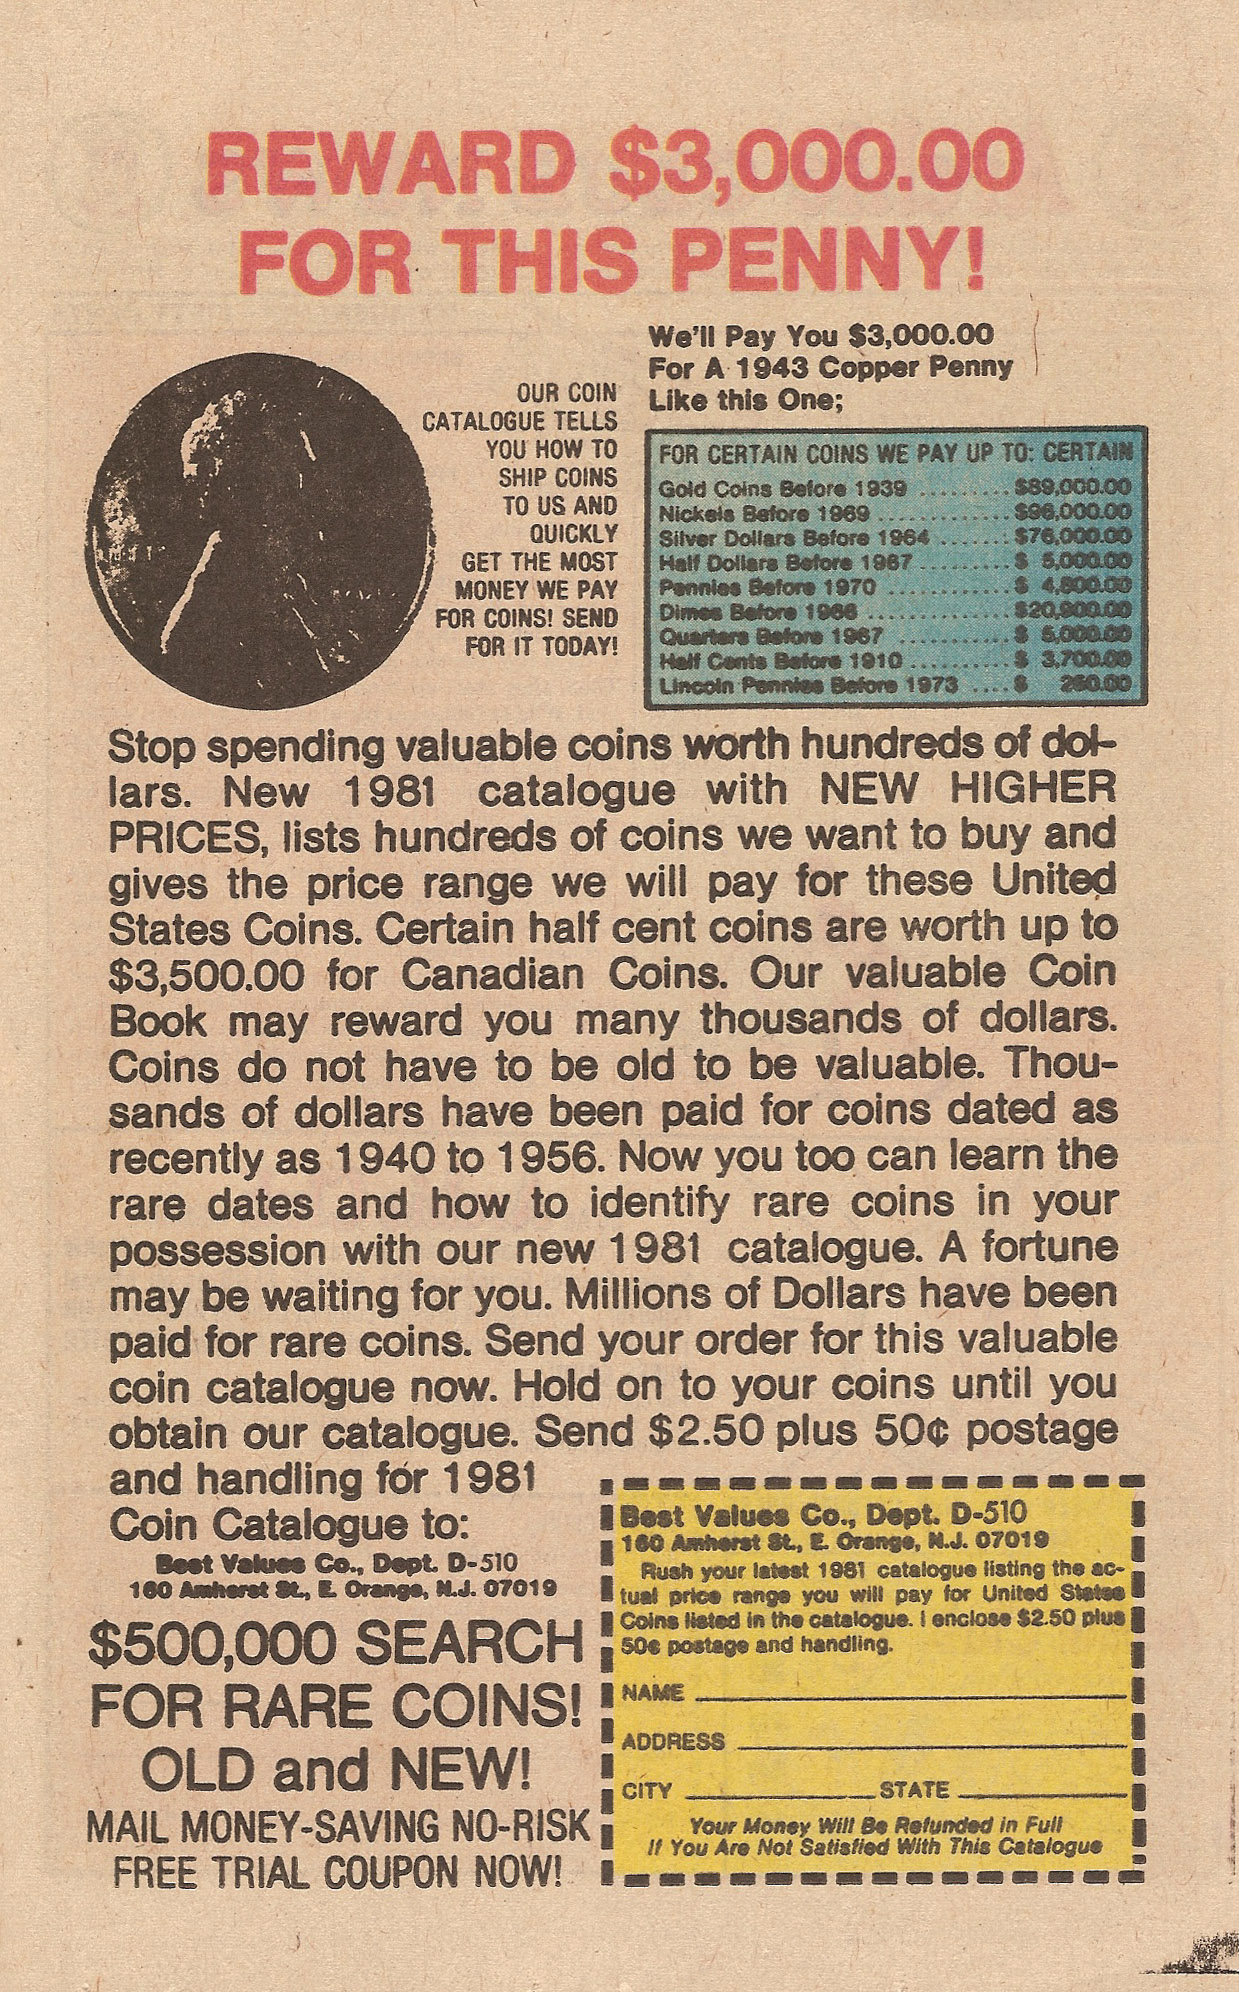 REWARD $3,000.00
FOR THIS PENNY!
We'll Pay You $3,000.00
For A 1943 Copper Penny
Like this One;
OUR COIN
CATALOGUE TELLS
YOU HOW TO
SHIP COINS
TO US AND
QUICKLY
GET THE MOST
MONEY WE PAY
FOR COINS! SEND
FOR IT TODAY!
FOR CERTAIN COINS WE PAY UP TO: CERTAIN
Gold Coins Before 1939 ......... $89,000.00
Nickels Before 1969 ............. $98,000.00
Silver Dollars Before 1964 ....... $76,000.00
Half Dollars Before 1967 ......... $ 5,000.00
Pennies Before 1970 ............ $ 4,800.00
Dimes Before 1966 .............. $20,900.00
Quarters Before 1967 ........... $ 5,000.00
Half Cents Before 1910 .......... $ 3,700.00
Lincoln Pennies Before 1973 .... $ 260.00
Stop spending valuable coins worth hundreds of dol-
lars. New 1981 catalogue with NEW HIGHER
PRICES, lists hundreds of coins we want to buy and
gives the price range we will pay for these United
States Coins. Certain half cent coins are worth up to
$3,500.00 for Canadian Coins. Our valuable Coin
Book may reward you many thousands of dollars.
Coins do not have to be old to be valuable. Thou-
sands of dollars have been paid for coins dated as
recently as 1940 to 1956. Now you too can learn the
rare dates and how to identify rare coins in your
possession with our new 1981 catalogue. A fortune
may be waiting for you. Millions of Dollars have been
paid for rare coins. Send your order for this valuable
coin catalogue now. Hold on to your coins until you
obtain our catalogue. Send $2.50 plus 50¢ postage
and handling for 1981
Coin Catalogue to:
Best Values Co., Dept. D-510
160 Amherst St., E. Orange, N.J. 07019
$500,000 SEARCH
FOR RARE COINS!
OLD and NEW!
MAIL MONEY-SAVING NO-RISK
FREE TRIAL COUPON NOW!
Best Values Co., Dept. D-510
160 Amherst St., E. Orange, N.J. 07019
Rush your latest 1981 catalogue listing the ac-
tual price range you will pay for United States
Coins listed in the catalogue. I enclose $2.50 plus
50¢ postage and handling.
NAME
ADDRESS
CITY STATE
Your Money Will Be Refunded in Full
If You Are Not Satisfied With This Catalogue